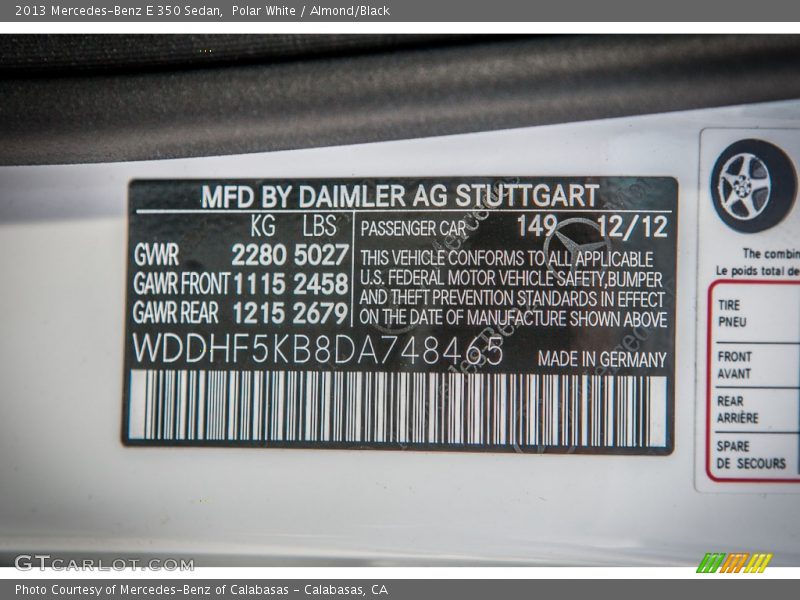 2013 Mercedes-Benz E 350 Sedan,  Polar White / Almond/Black
MFD BY DAIMLER AG STUTTGART
KG LBS
GWR 2280 5027
GAWR FRONT 1115 2458
GAWR REAR 1215 2679
PASSENGER CAR 149 12/12
THIS VEHICLE CONFORMS TO ALL APPLICABLE
U.S. FEDERAL MOTOR VEHICLE SAFETY,BUMPER
AND THEFT PREVENTION STANDARDS IN EFFECT
ON THE DATE OF MANUFACTURE SHOWN ABOVE
WDDHF5KB8DA748465 MADE IN GERMANY
The combin
Le poids total de
TIRE
PNEU
FRONT
AVANT
REAR
ARRIÈRE
SPARE
DE SECOURS
GTCARLOT.COM
Photo Courtesy of Mercedes-Benz of Calabasas - Calabasas, CA